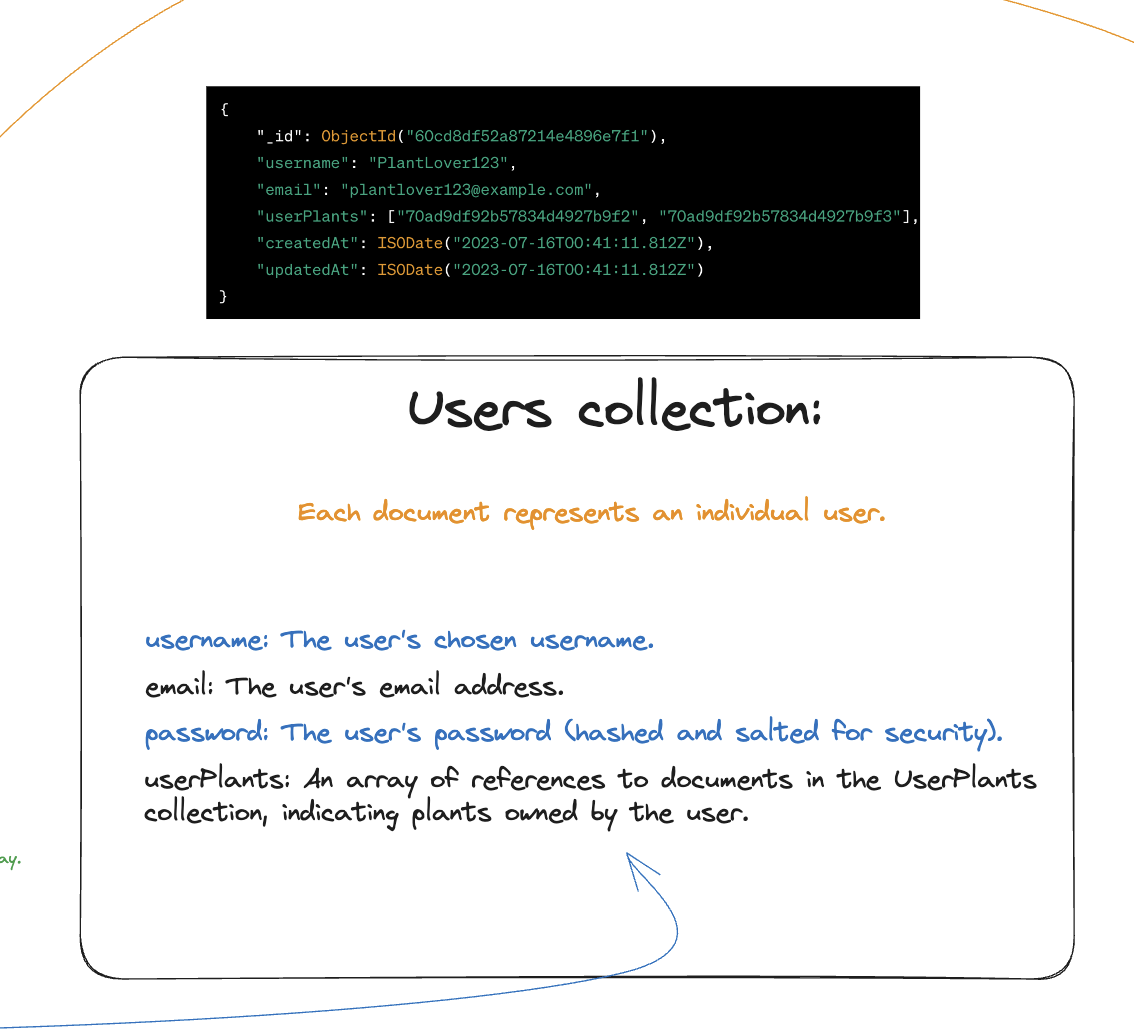 {
"_id": ObjectId("60cd8df52a87214e4896e7f1"),
"username": "PlantLover123",
"email": "plantlover123@example.com",
"userPlants": ["70ad9df92b57834d4927b9f2", "70ad9df92b57834d4927b9f3"],
"createdAt": ISODate("2023-07-16T00:41:11.812Z"),
"updatedAt": ISODate("2023-07-16T00:41:11.812Z")
}
Users collection:
Each document represents an individual user.
username: The user's chosen username.
email: The user's email address.
password: The user's password (hashed and salted for security).
userPlants: An array of references to documents in the UserPlants
collection, indicating plants owned by the user.